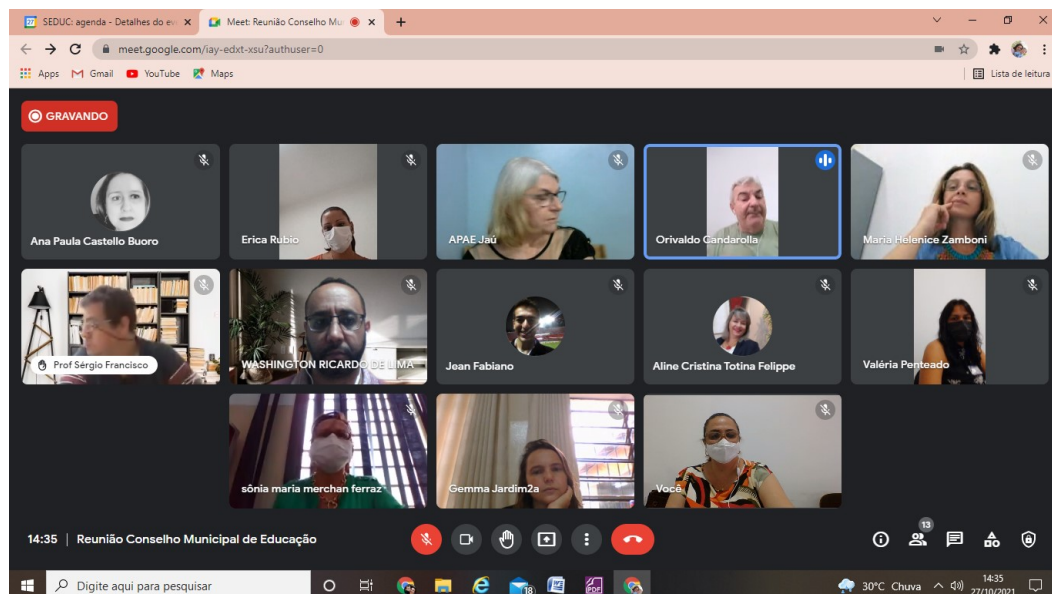 SEDUC: agenda - Detalhes do ev
Meet: Reunião Conselho Mu
meet.google.com/iay-edxt-xsu?authuser=0
Apps
Gmail
YouTube
Maps
Lista de leitura
GRAVANDO
Ana Paula Castello Buoro
Erica Rubio
APAE Jaú
Orivaldo Candarolla
Maria Helenice Zamboni
Prof Sérgio Francisco
WASHINGTON RICARDO DE LIMA
Jean Fabiano
Aline Cristina Totina Felippe
Valéria Penteado
sônia maria merchan ferraz
Gemma Jardim2a
Você
14:35 | Reunião Conselho Municipal de Educação
13
Digite aqui para pesquisar
18
PDF
30°C Chuva
14:35
27/10/2021